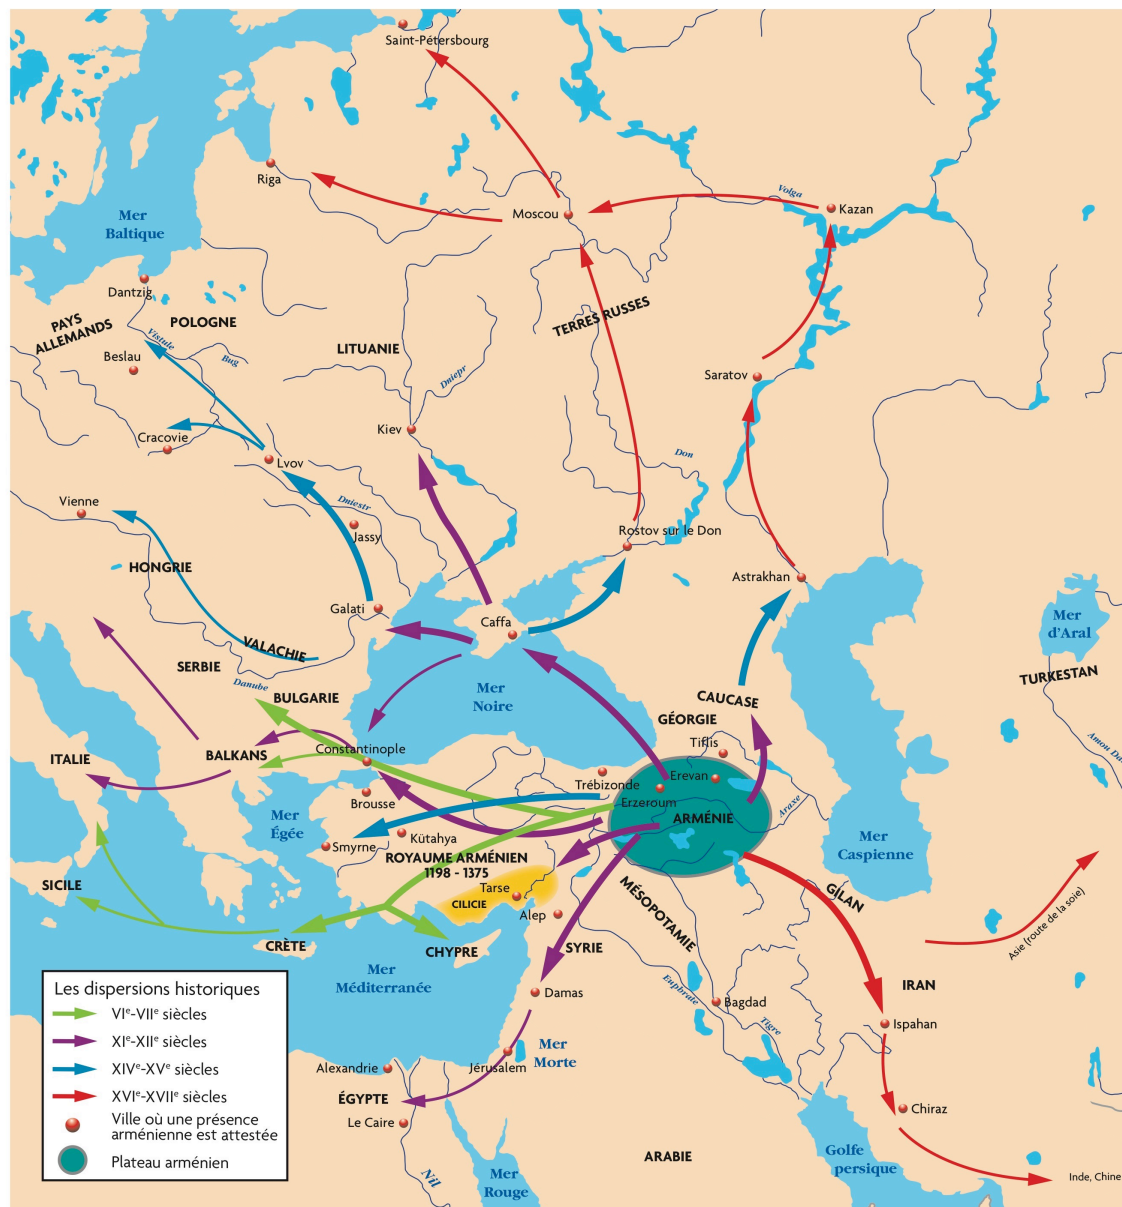 Saint-Pétersbourg
Riga
Moscou
Volga
Kazan
Mer
Baltique
Dantzig
PAYS
ALLEMANDS
POLOGNE
Vistule
Bug
Beslau
LITUANIE
Dniepr
TERRES RUSSES
Saratov
Kiev
Cracovie
Lvov
Don
Vienne
Dniestr
Jassy
Rostov sur le Don
HONGRIE
Astrakhan
Galati
Caffa
Mer
d'Aral
VALACHIE
SERBIE
Danube
BULGARIE
Mer
Noire
CAUCASE
TURKESTAN
GÉORGIE
Tiflis
Amou Da
ITALIE
BALKANS
Constantinople
Trébizonde
Erevan
Erzeroum
Brousse
ARMÉNIE
Araxe
Mer
Égée
Kütahya
Smyrne
Mer
Caspienne
ROYAUME ARMÉNIEN
1198 - 1375
SICILE
Tarse
CILICIE
Alep
MÉSOPOTAMIE
GĪLAN
Asie (route de la soie)
CRÈTE
CHYPRE
SYRIE
Mer
Méditerranée
Euphrate
IRAN
Damas
Bagdad
Tigre
Ispahan
Mer
Morte
Alexandrie
Jérusalem
ÉGYPTE
Le Caire
Chiraz
ARABIE
Golfe
persique
Inde, Chine
Nil
Mer
Rouge
Les dispersions historiques
VIe-VIIe siècles
XIe-XIIe siècles
XIVe-XVe siècles
XVIe-XVIIe siècles
Ville où une présence
arménienne est attestée
Plateau arménien